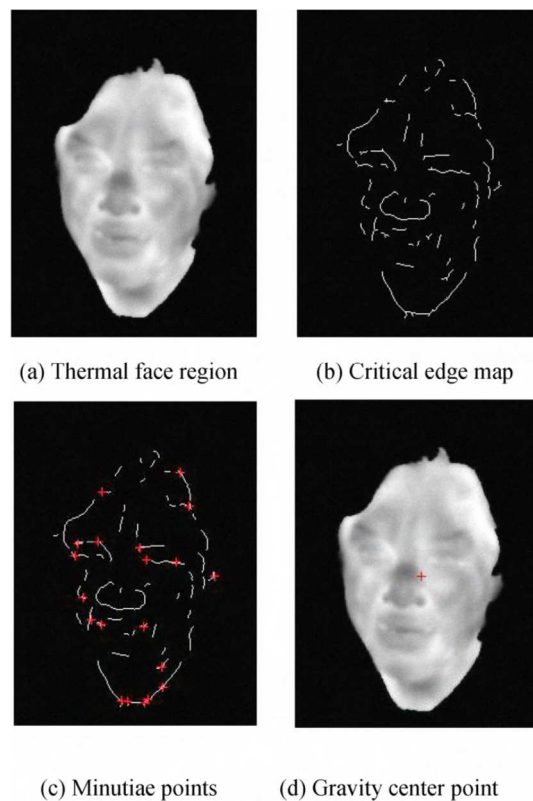 (a) Thermal face region
(b) Critical edge map
(c) Minutiae points
(d) Gravity center point